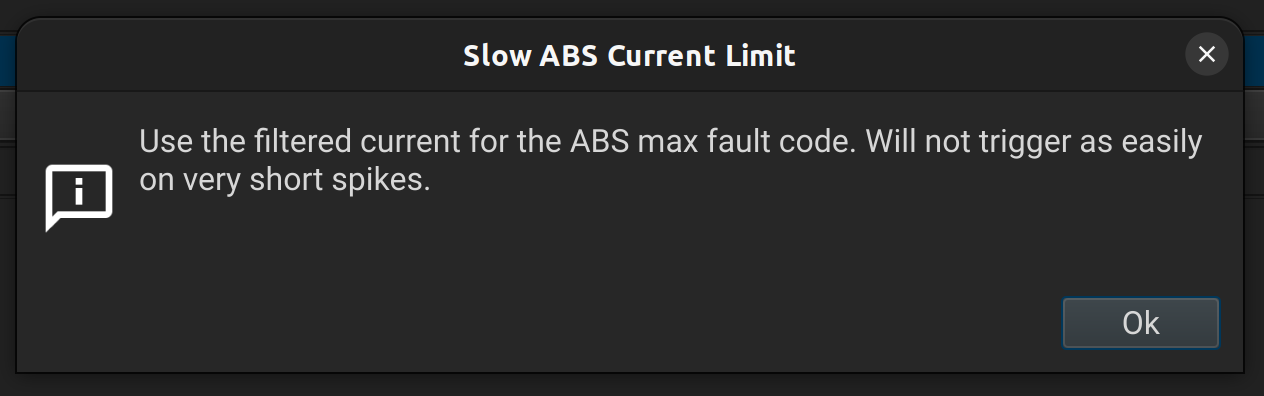 Slow ABS Current Limit
Use the filtered current for the ABS max fault code. Will not trigger as easily
on very short spikes.
Ok